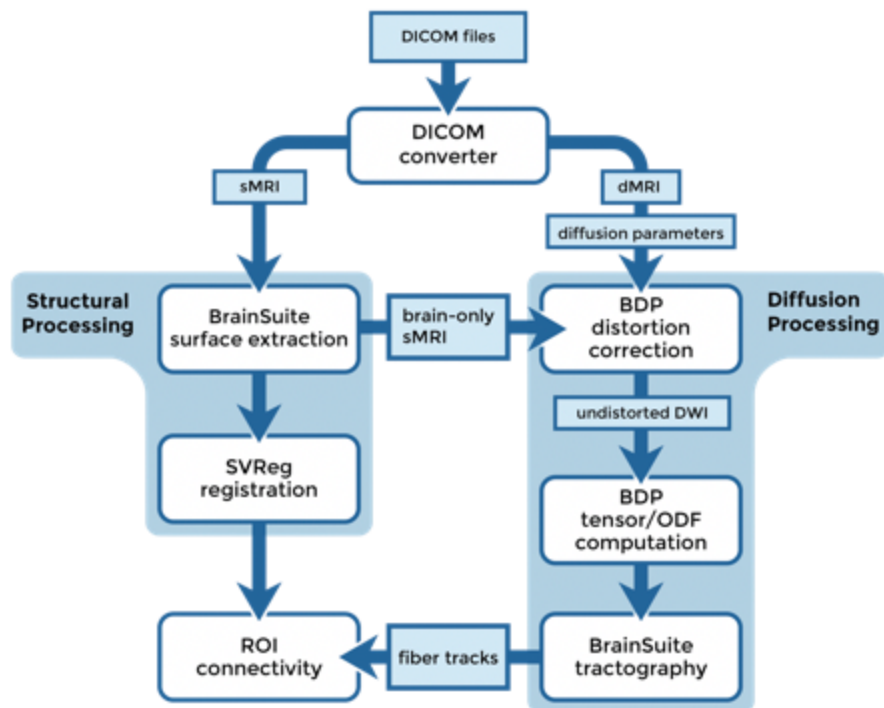 DICOM files
DICOM
converter
sMRI
dMRI
diffusion parameters
Structural
Processing
BrainSuite
surface extraction
brain-only
sMRI
BDP
distortion
correction
Diffusion
Processing
undistorted DWI
SVReg
registration
BDP
tensor/ODF
computation
ROI
connectivity
fiber tracks
BrainSuite
tractography